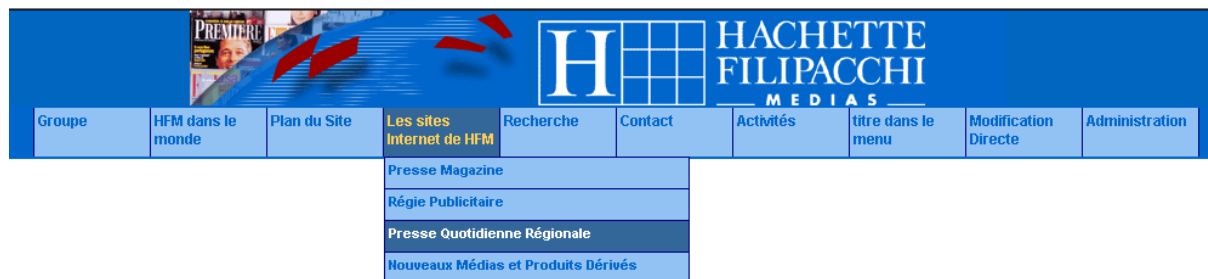 PREMIERE
HACHETTE
FILIPACCHI
MEDIAS
H
Groupe
HFM dans le
monde
Plan du Site
Les sites
Internet de HFM
Recherche
Contact
Activités
titre dans le
menu
Modification
Directe
Administration
Presse Magazine
Régie Publicitaire
Presse Quotidienne Régionale
Nouveaux Médias et Produits Dérivés